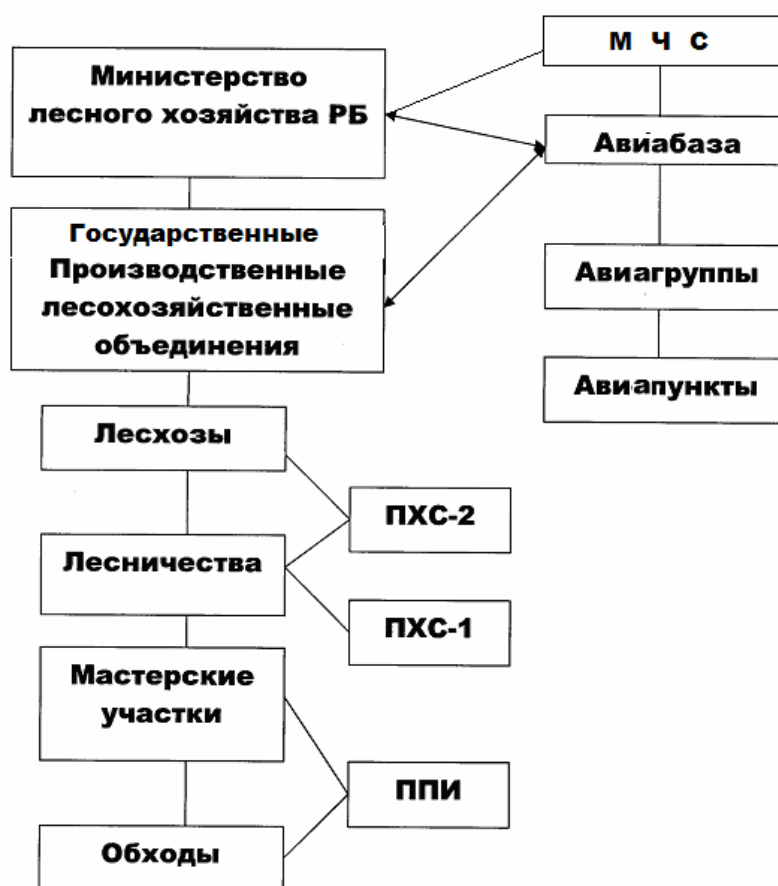 М Ч С
Министерство
лесного хозяйства РБ
Авиабаза
Государственные
Производственные
лесохозяйственные
объединения
Авиагруппы
Авиапункты
Лесхозы
ПХС-2
Лесничества
ПХС-1
Мастерские
участки
ППИ
Обходы